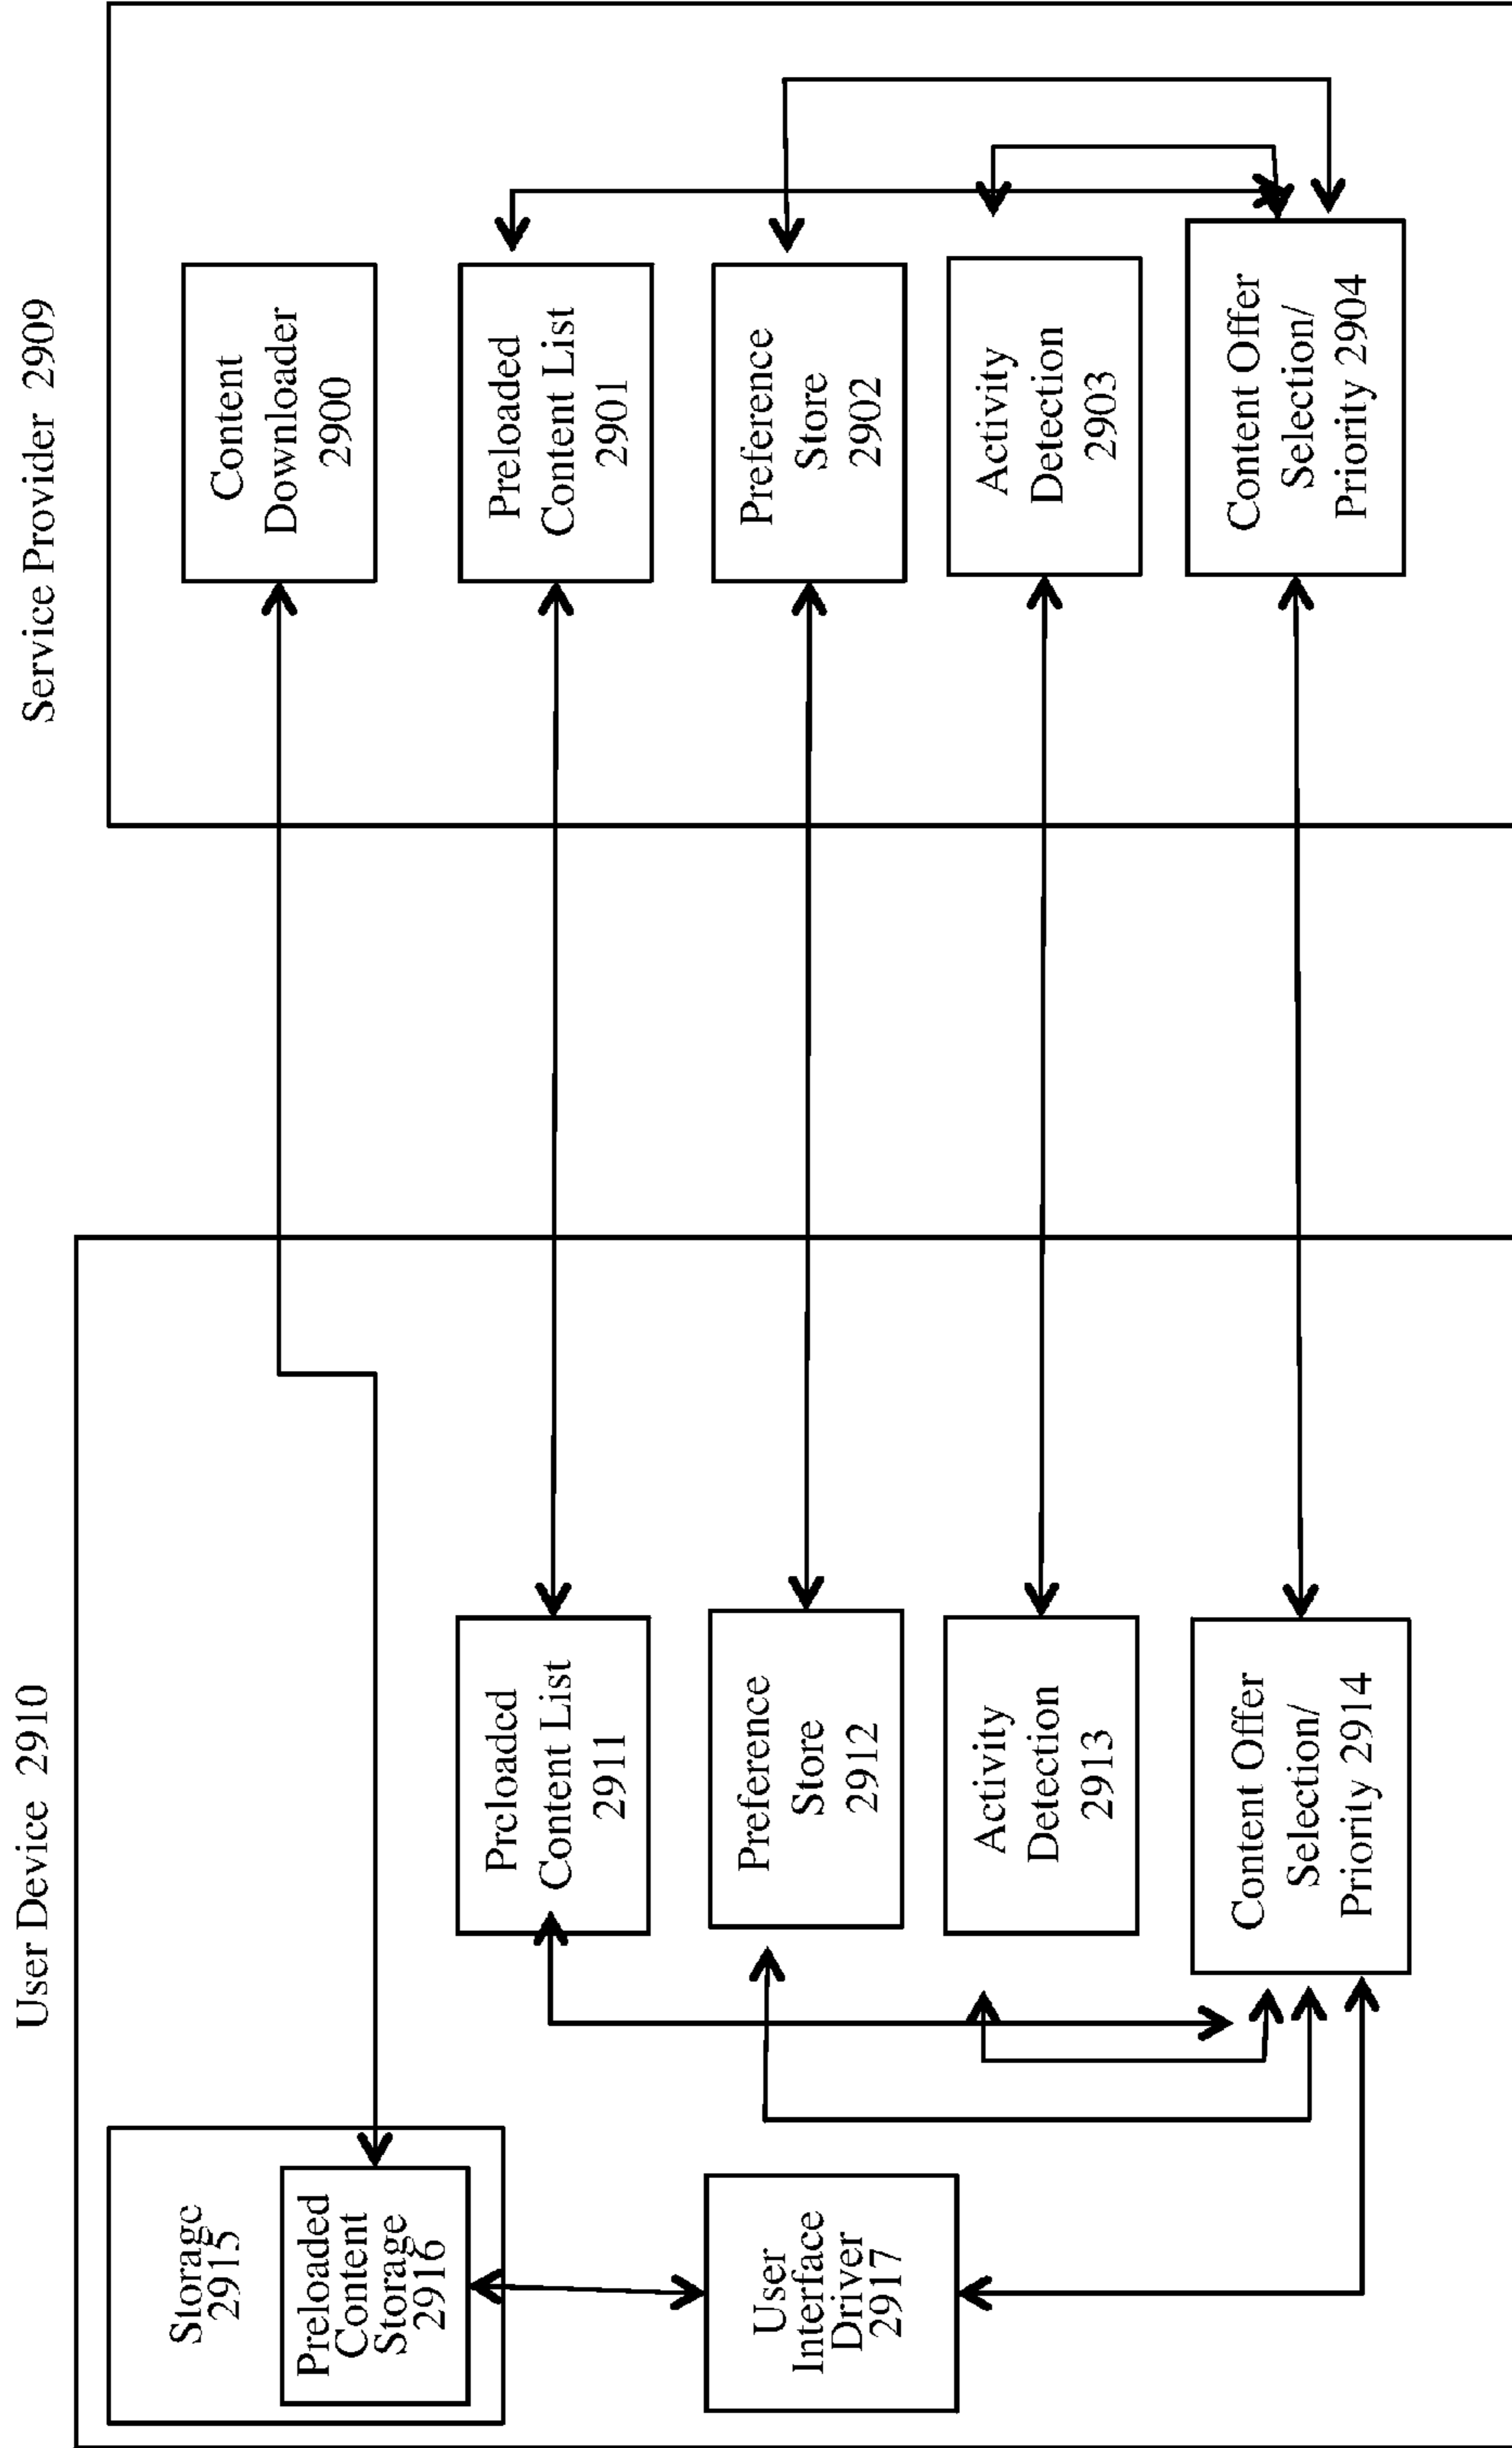 User Device 2910
Service Provider 2909
Storage
2915
Preloaded
Content
Storage
2916
User
Interface
Driver
2917
Preloaded
Content List
2911
Preference
Store
2912
Activity
Detection
2913
Content Offer
Selection/
Priority 2914
Content
Downloader
2900
Preloaded
Content List
2901
Preference
Store
2902
Activity
Detection
2903
Content Offer
Selection/
Priority 2904